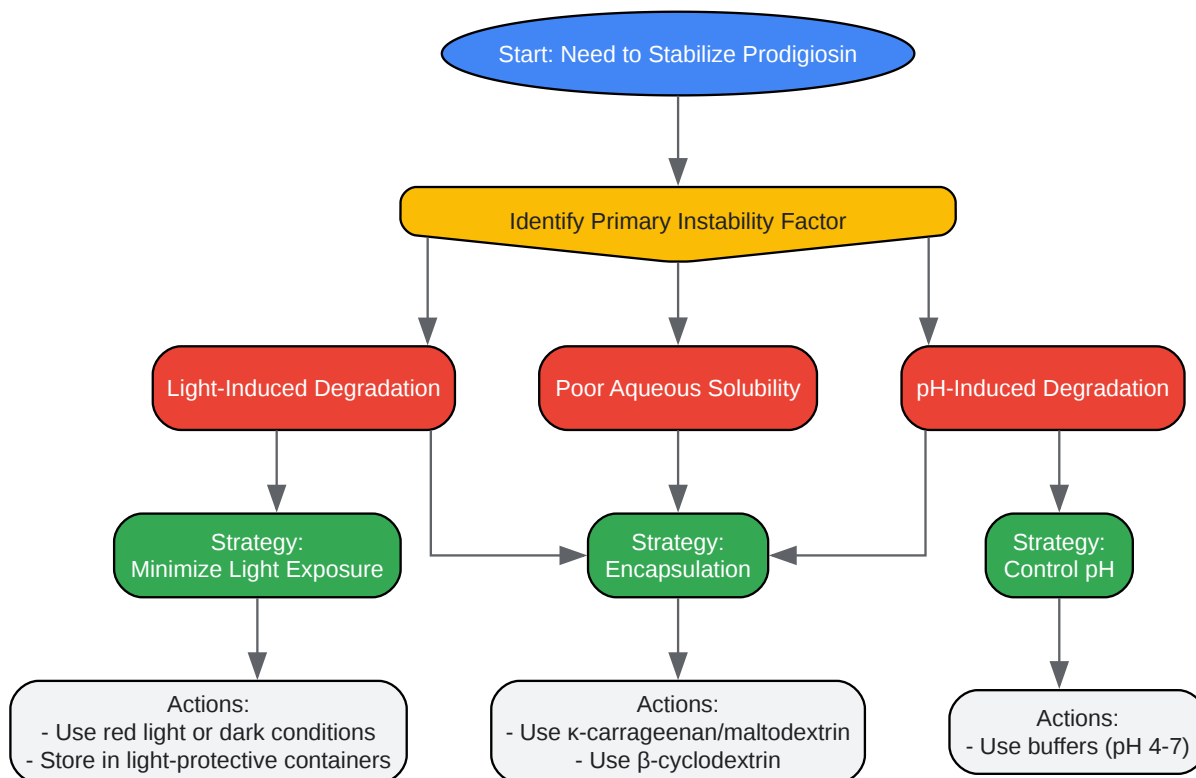 Start: Need to Stabilize Prodigiosin
Identify Primary Instability Factor
Light-Induced Degradation
Poor Aqueous Solubility
pH-Induced Degradation
Strategy:
Minimize Light Exposure
Strategy:
Encapsulation
Strategy:
Control pH
Actions:
- Use red light or dark conditions
- Store in light-protective containers
Actions:
- Use κ-carrageenan/maltodextrin
- Use β-cyclodextrin
Actions:
- Use buffers (pH 4-7)